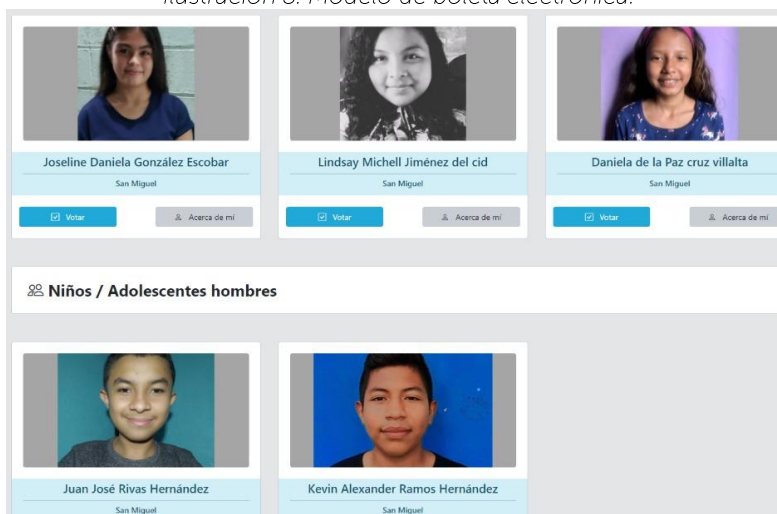 Ilustración 8. Modelo de boleta electrónica.
Joseline Daniela González Escobar
San Miguel
Votar
Acerca de mí
Lindsay Michell Jiménez del cid
San Miguel
Votar
Acerca de mí
Daniela de la Paz cruz villalta
San Miguel
Votar
Acerca de mí
Niños / Adolescentes hombres
Juan José Rivas Hernández
San Miguel
Kevin Alexander Ramos Hernández
San Miguel